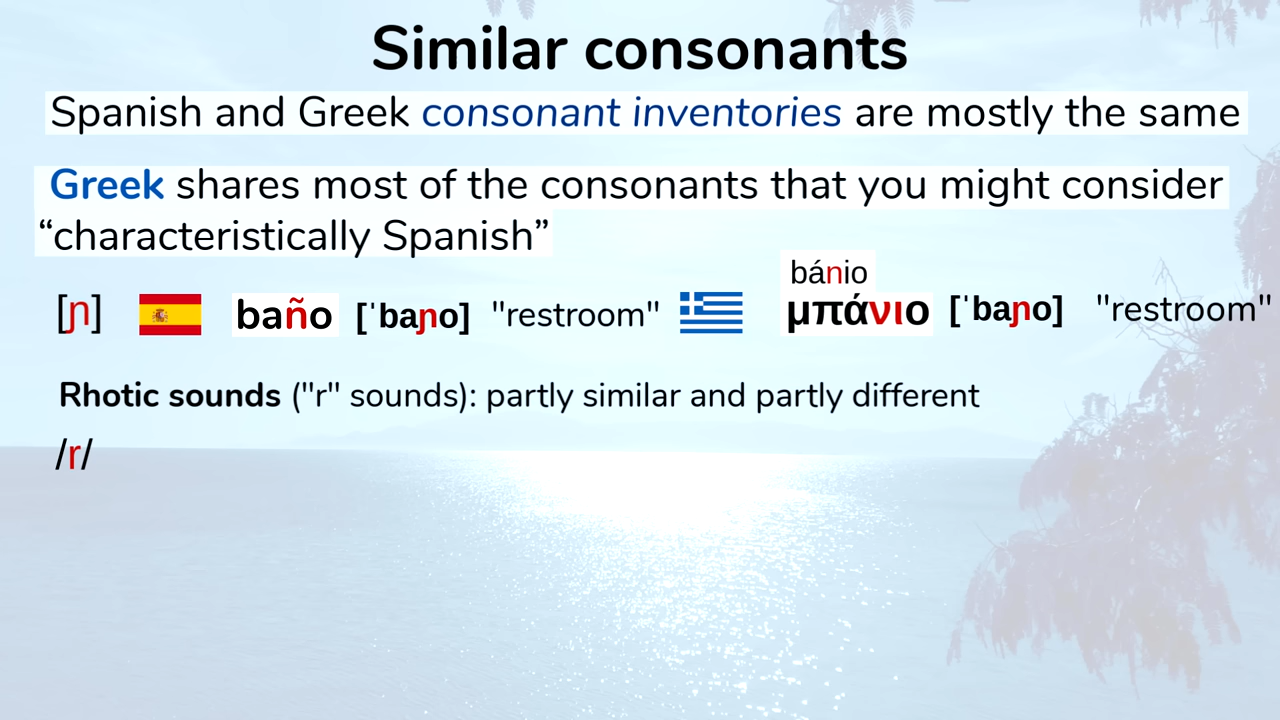 Similar consonants
Spanish and Greek consonant inventories are mostly the same
Greek shares most of the consonants that you might consider
“characteristically Spanish”
bánio
[ɲ] baño [ˈbaɲo] "restroom" μπάνιο [ˈbaɲo] "restroom"
Rhotic sounds ("r" sounds): partly similar and partly different
/r/